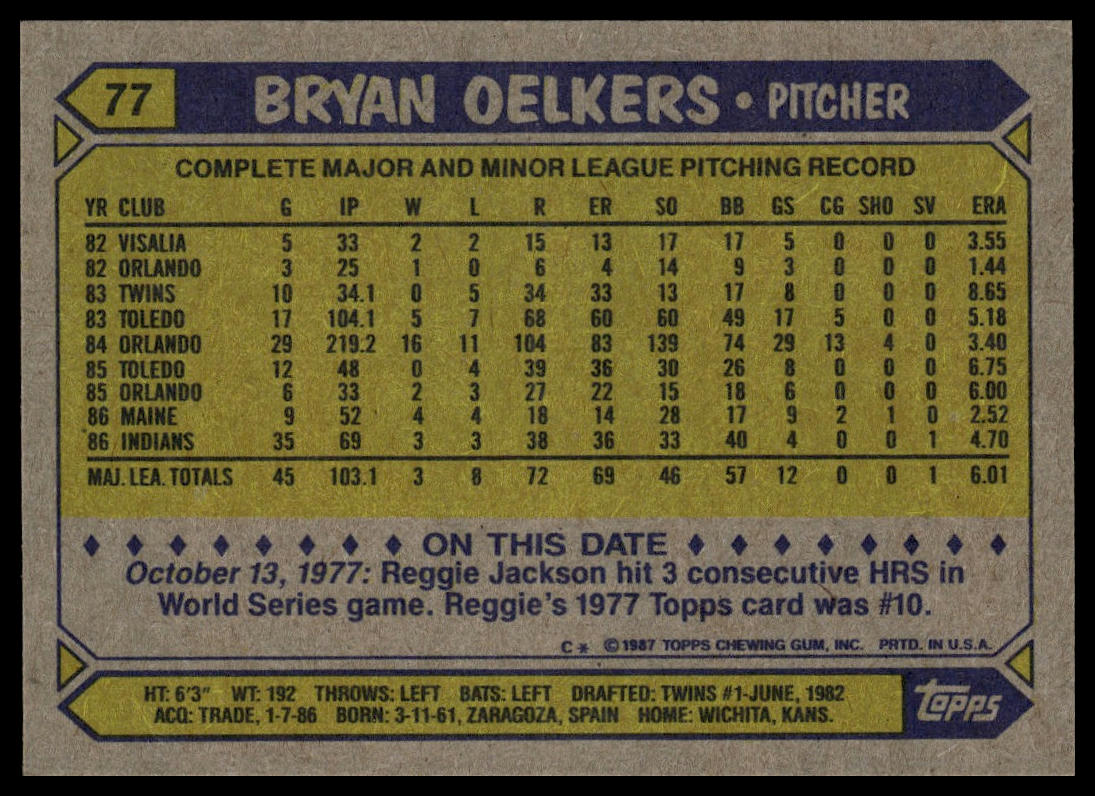 77 BRYAN OELKERS • PITCHER
COMPLETE MAJOR AND MINOR LEAGUE PITCHING RECORD
YR CLUB G IP W L R ER SO BB GS CG SHO SV ERA
82 VISALIA 5 33 2 2 15 13 17 17 5 0 0 0 3.55
82 ORLANDO 3 25 1 0 6 4 14 9 3 0 0 0 1.44
83 TWINS 10 34.1 0 5 34 33 13 17 8 0 0 0 8.65
83 TOLEDO 17 104.1 5 7 68 60 60 49 17 5 0 0 5.18
84 ORLANDO 29 219.2 16 11 104 83 139 74 29 13 4 0 3.40
85 TOLEDO 12 48 0 4 39 36 30 26 8 0 0 0 6.75
85 ORLANDO 6 33 2 3 27 22 15 18 6 0 0 0 6.00
86 MAINE 9 52 4 4 18 14 28 17 9 2 1 0 2.52
86 INDIANS 35 69 3 3 38 36 33 40 4 0 0 1 4.70
MAJ. LEA. TOTALS 45 103.1 3 8 72 69 46 57 12 0 0 1 6.01
♦ ♦ ♦ ♦ ♦ ♦ ♦ ♦ ON THIS DATE ♦ ♦ ♦ ♦ ♦ ♦ ♦ ♦
October 13, 1977: Reggie Jackson hit 3 consecutive HRS in
World Series game. Reggie's 1977 Topps card was #10.
C* ©1987 TOPPS CHEWING GUM, INC. PRTD. IN U.S.A.
HT: 6'3" WT: 192 THROWS: LEFT BATS: LEFT DRAFTED: TWINS #1-JUNE, 1982
ACQ: TRADE, 1-7-86 BORN: 3-11-61, ZARAGOZA, SPAIN HOME: WICHITA, KANS.
TOPPS